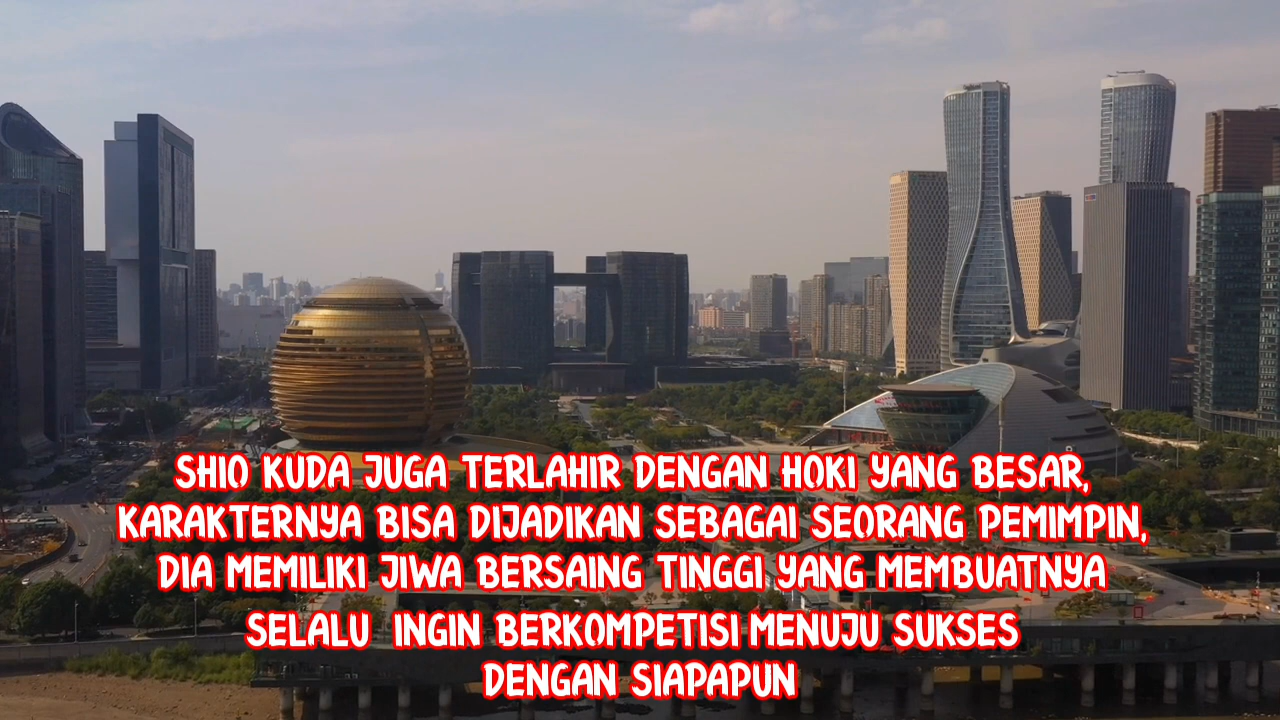 SHIO KUDA JUGA TERLAHIR DENGAN HOKI YANG BESAR,
KARAKTERNYA BISA DIJADIKAN SEBAGAI SEORANG PEMIMPIN,
DIA MEMILIKI JIWA BERSAING TINGGI YANG MEMBUATNYA
SELALU  INGIN BERKOMPETISI MENUJU SUKSES
DENGAN SIAPAPUN